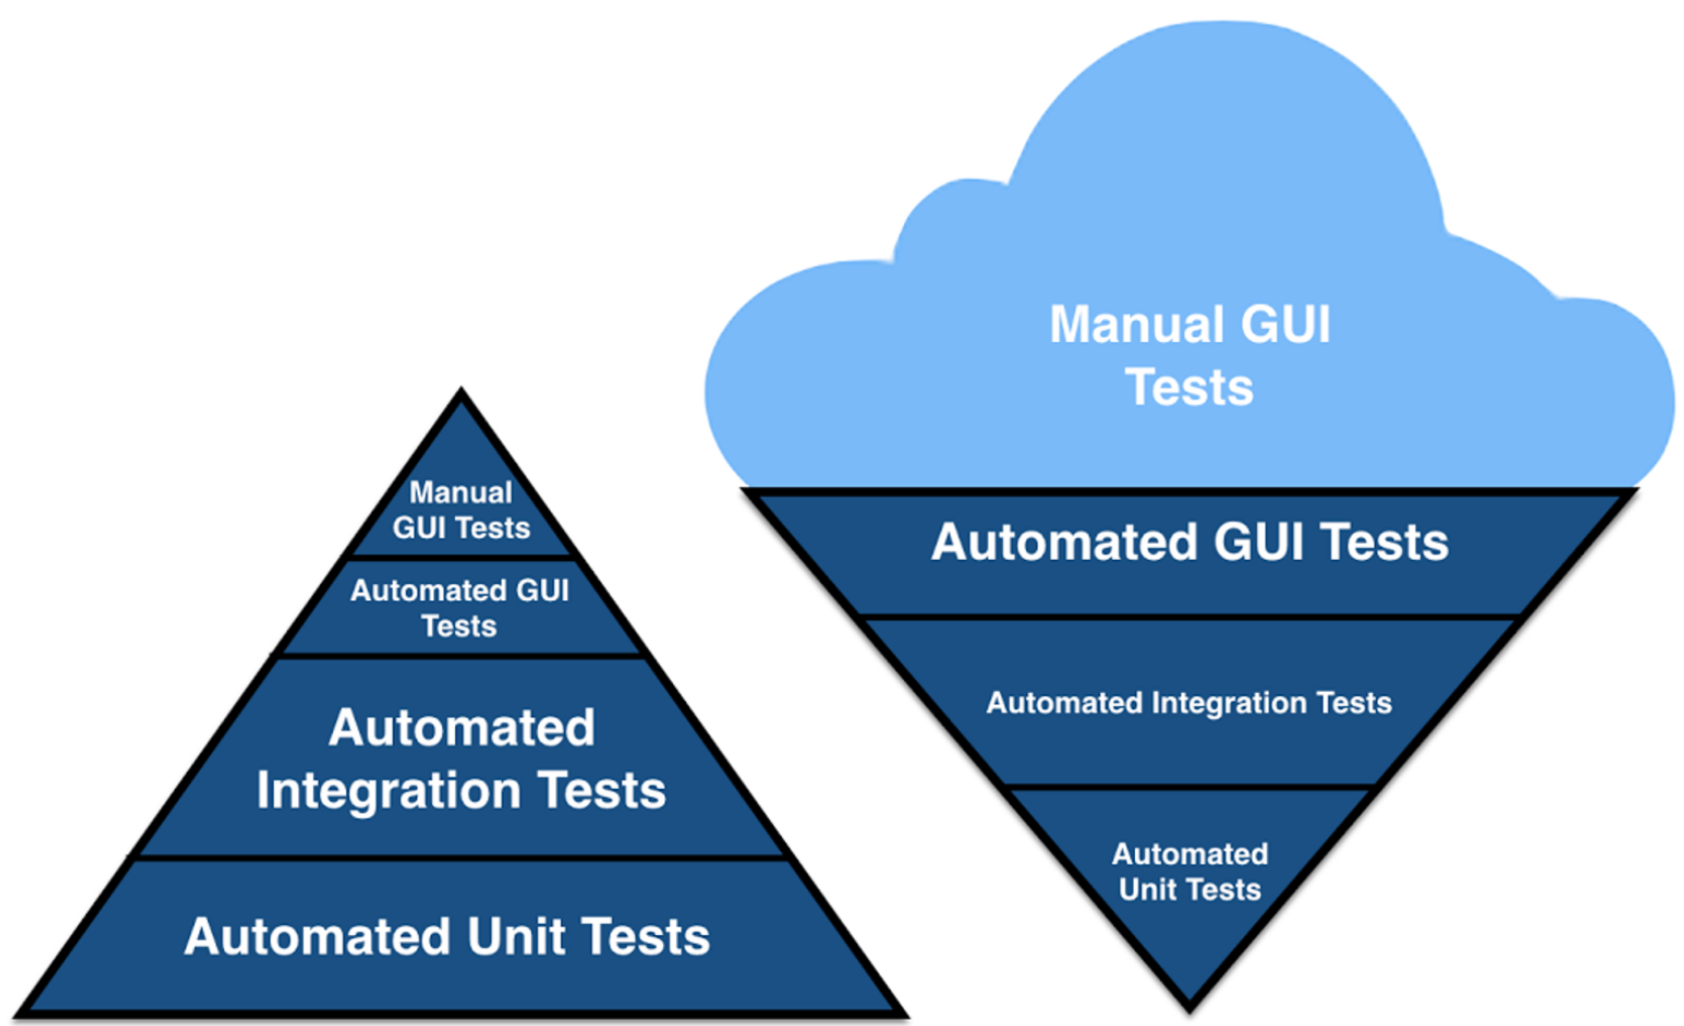 Manual
GUI Tests
Automated GUI
Tests
Automated
Integration Tests
Automated Unit Tests
Manual GUI
Tests
Automated GUI Tests
Automated Integration Tests
Automated
Unit Tests